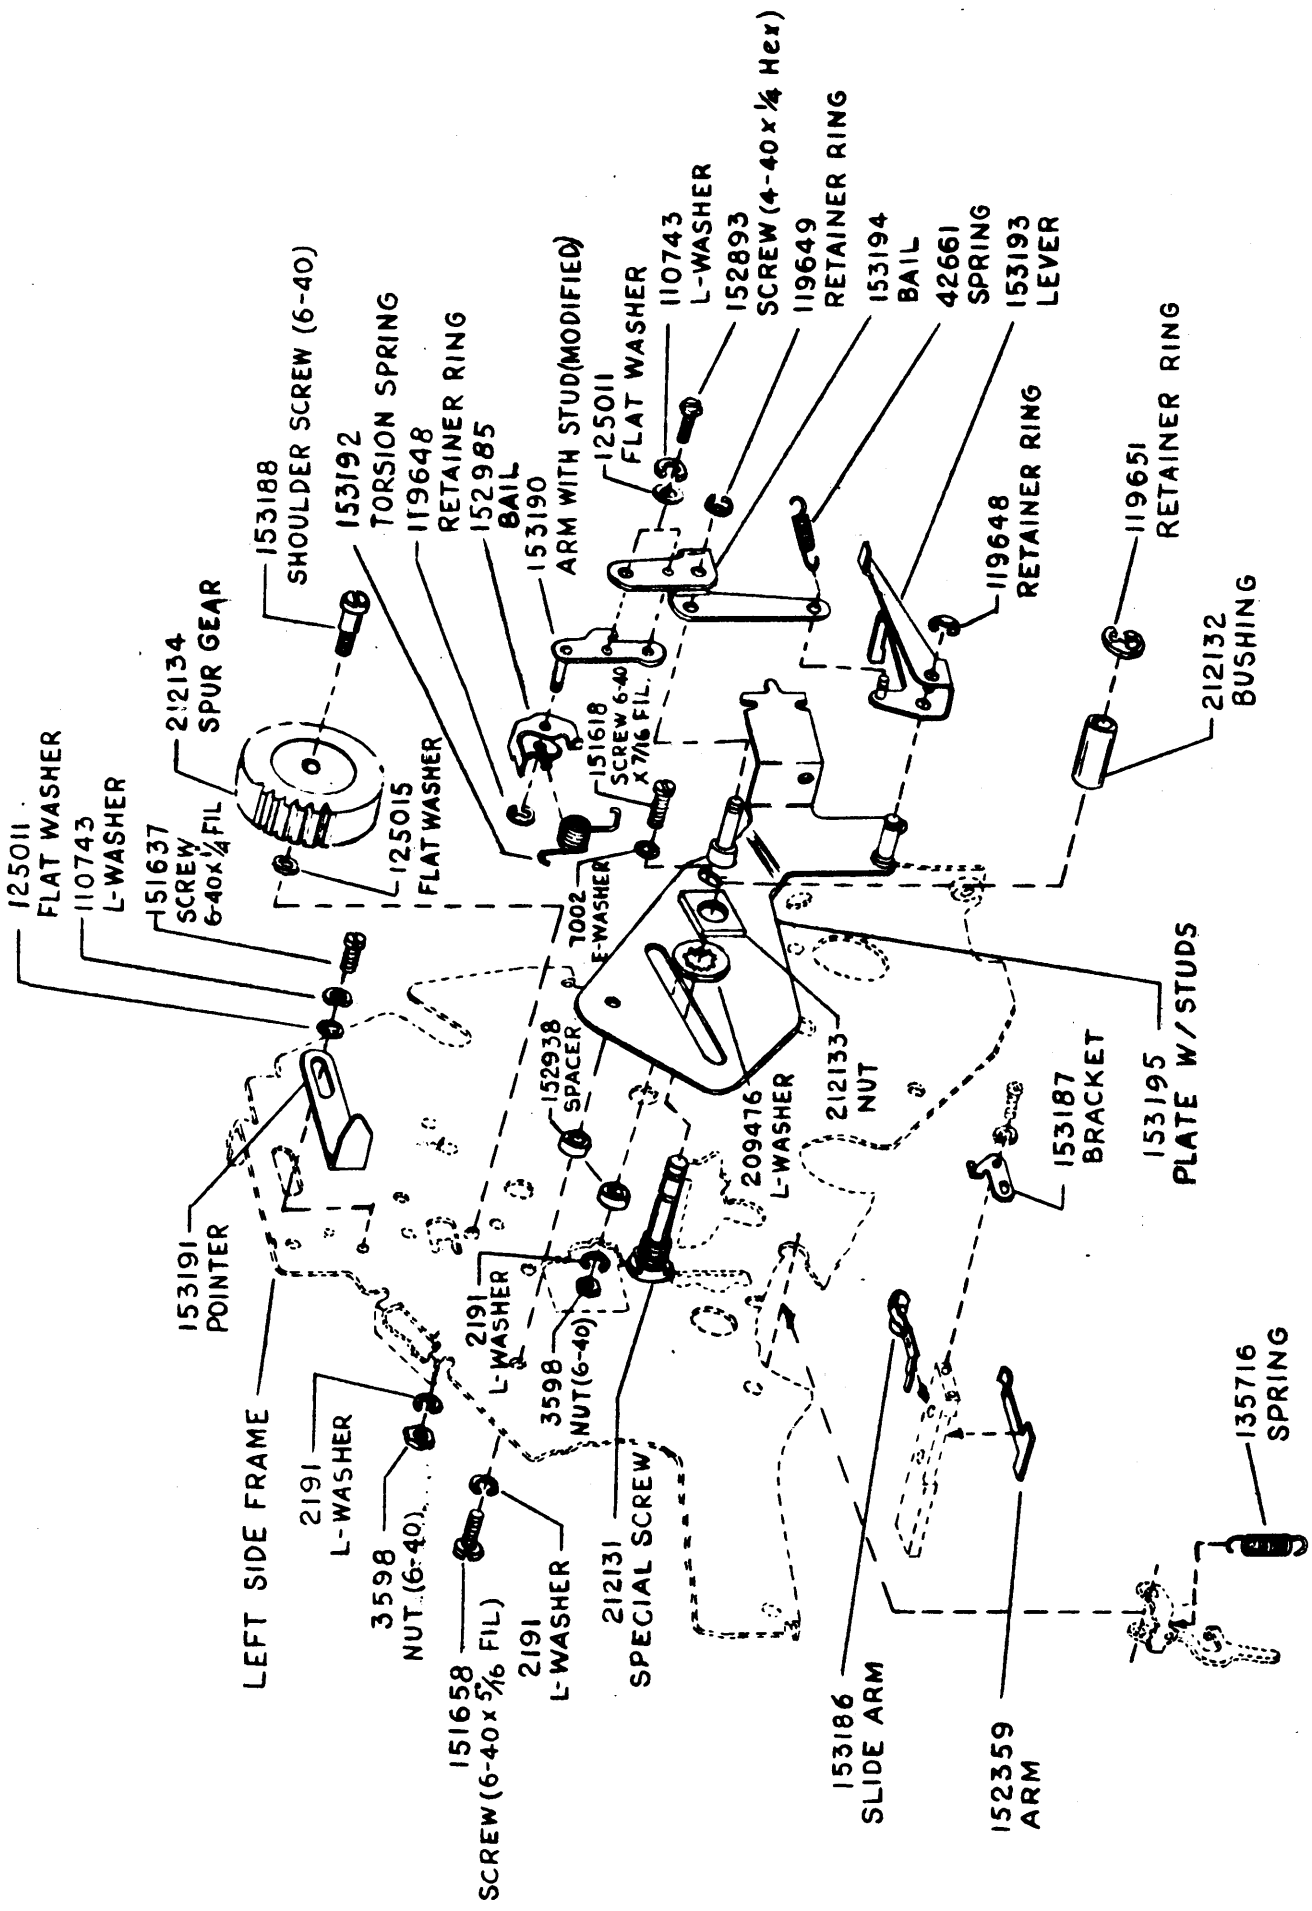 125011
FLAT WASHER
110743
L-WASHER
151637
SCREW
6-40x1/4 FIL
212134
SPUR GEAR
153188
SHOULDER SCREW (6-40)
125015
FLAT WASHER
153192
TORSION SPRING
119648
RETAINER RING
152985
BAIL
153190
ARM WITH STUD(MODIFIED)
125011
FLAT WASHER
110743
L-WASHER
152893
SCREW (4-40x1/4 Hex)
119649
RETAINER RING
153194
BAIL
42661
SPRING
153193
LEVER
119648
RETAINER RING
119651
RETAINER RING
212132
BUSHING
151618
SCREW 6-40
x 7/16 FIL.
7002
E-WASHER
153191
POINTER
152938
SPACER
2191
L-WASHER
3598
NUT(6-40)
209476
L-WASHER
212133
NUT
153187
BRACKET
153195
PLATE W/STUDS
LEFT SIDE FRAME
2191
L-WASHER
3598
NUT (6-40)
151658
SCREW (6-40x5/16 FIL)
2191
L-WASHER
212131
SPECIAL SCREW
153186
SLIDE ARM
152359
ARM
135716
SPRING